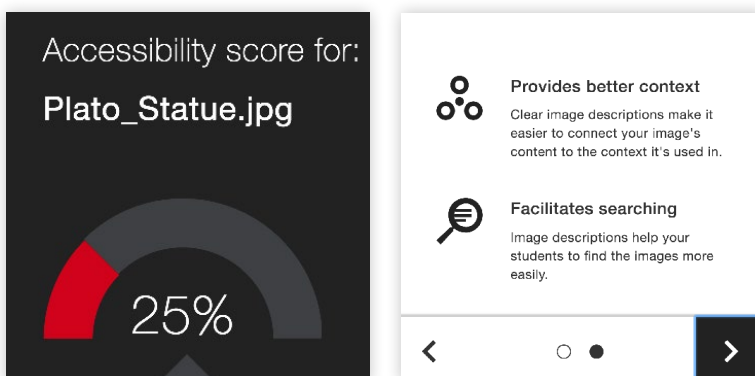 Accessibility score for:
Plato_Statue.jpg
25%
Provides better context
Clear image descriptions make it
easier to connect your image's
content to the context it's used in.
Facilitates searching
Image descriptions help your
students to find the images more
easily.